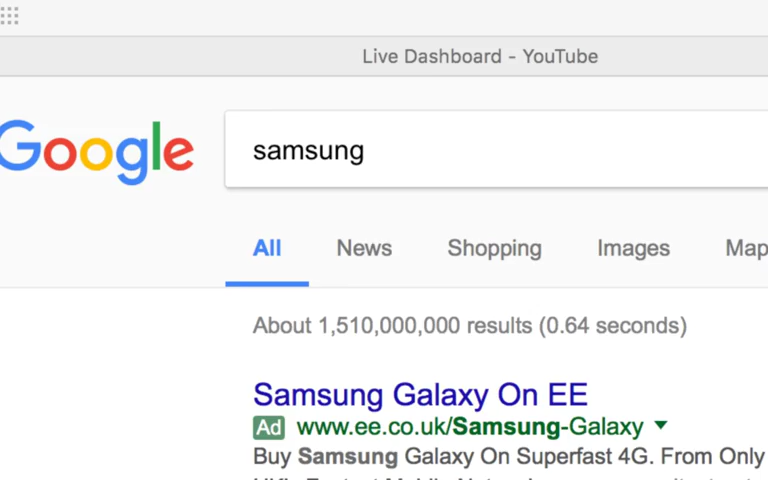 Live Dashboard - YouTube
Google
samsung
All News Shopping Images Map
About 1,510,000,000 results (0.64 seconds)
Samsung Galaxy On EE
Ad www.ee.co.uk/Samsung-Galaxy
Buy Samsung Galaxy On Superfast 4G. From Only